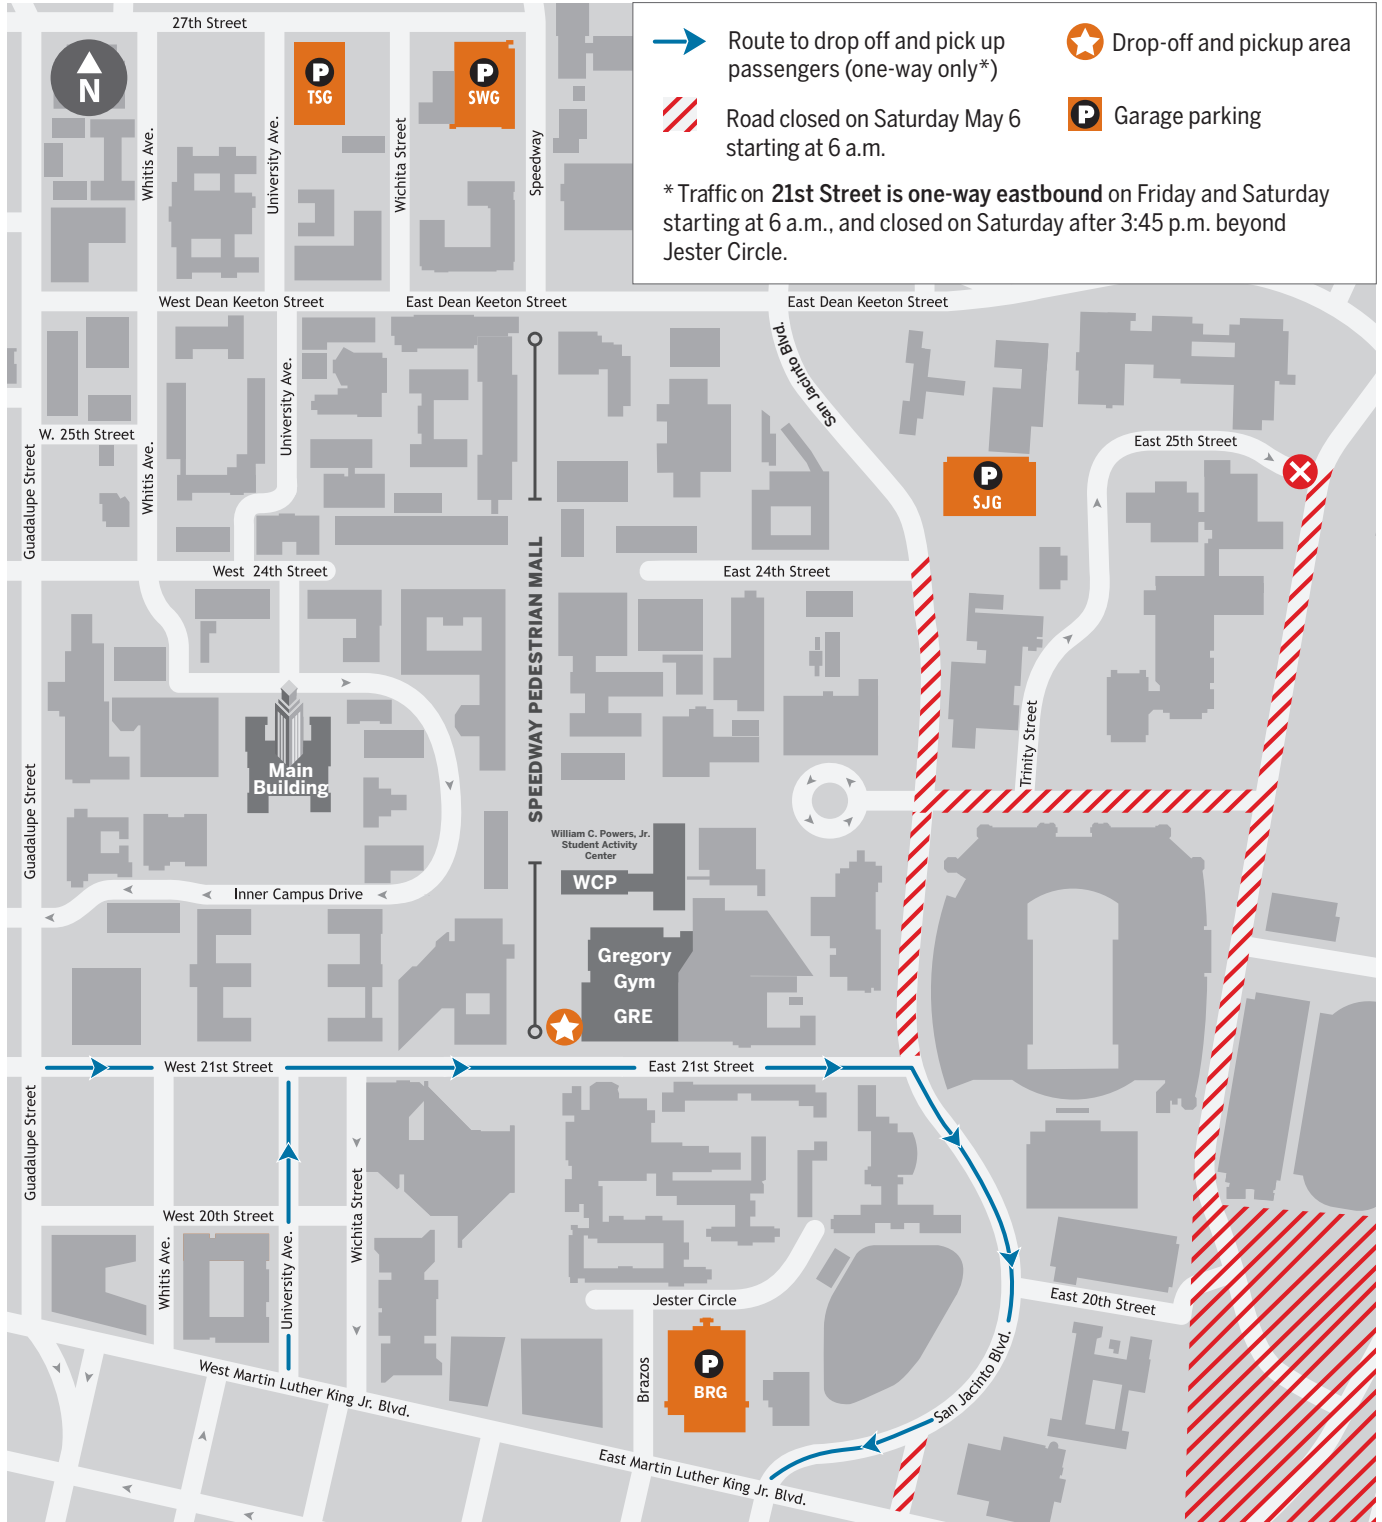 27th Street
N
P
TSG
P
SWG
Whitis Ave.
University Ave.
Wichita Street
Speedway
Route to drop off and pick up
passengers (one-way only*)
Drop-off and pickup area
Road closed on Saturday May 6
starting at 6 a.m.
P
Garage parking
* Traffic on 21st Street is one-way eastbound on Friday and Saturday
starting at 6 a.m., and closed on Saturday after 3:45 p.m. beyond
Jester Circle.
West Dean Keeton Street
East Dean Keeton Street
East Dean Keeton Street
San Jacinto Blvd.
University Ave.
W. 25th Street
Whitis Ave.
Guadalupe Street
San Jacinto Blvd.
East 25th Street
P
SJG
West 24th Street
East 24th Street
SPEEDWAY PEDESTRIAN MALL
Trinity Street
Main
Building
Guadalupe Street
William C. Powers, Jr.
Student Activity
Center
WCP
Inner Campus Drive
Gregory
Gym
GRE
West 21st Street
East 21st Street
Guadalupe Street
Wichita Street
West 20th Street
Whitis Ave.
University Ave.
Jester Circle
East 20th Street
P
BRG
Brazos
San Jacinto Blvd.
West Martin Luther King Jr. Blvd.
East Martin Luther King Jr. Blvd.